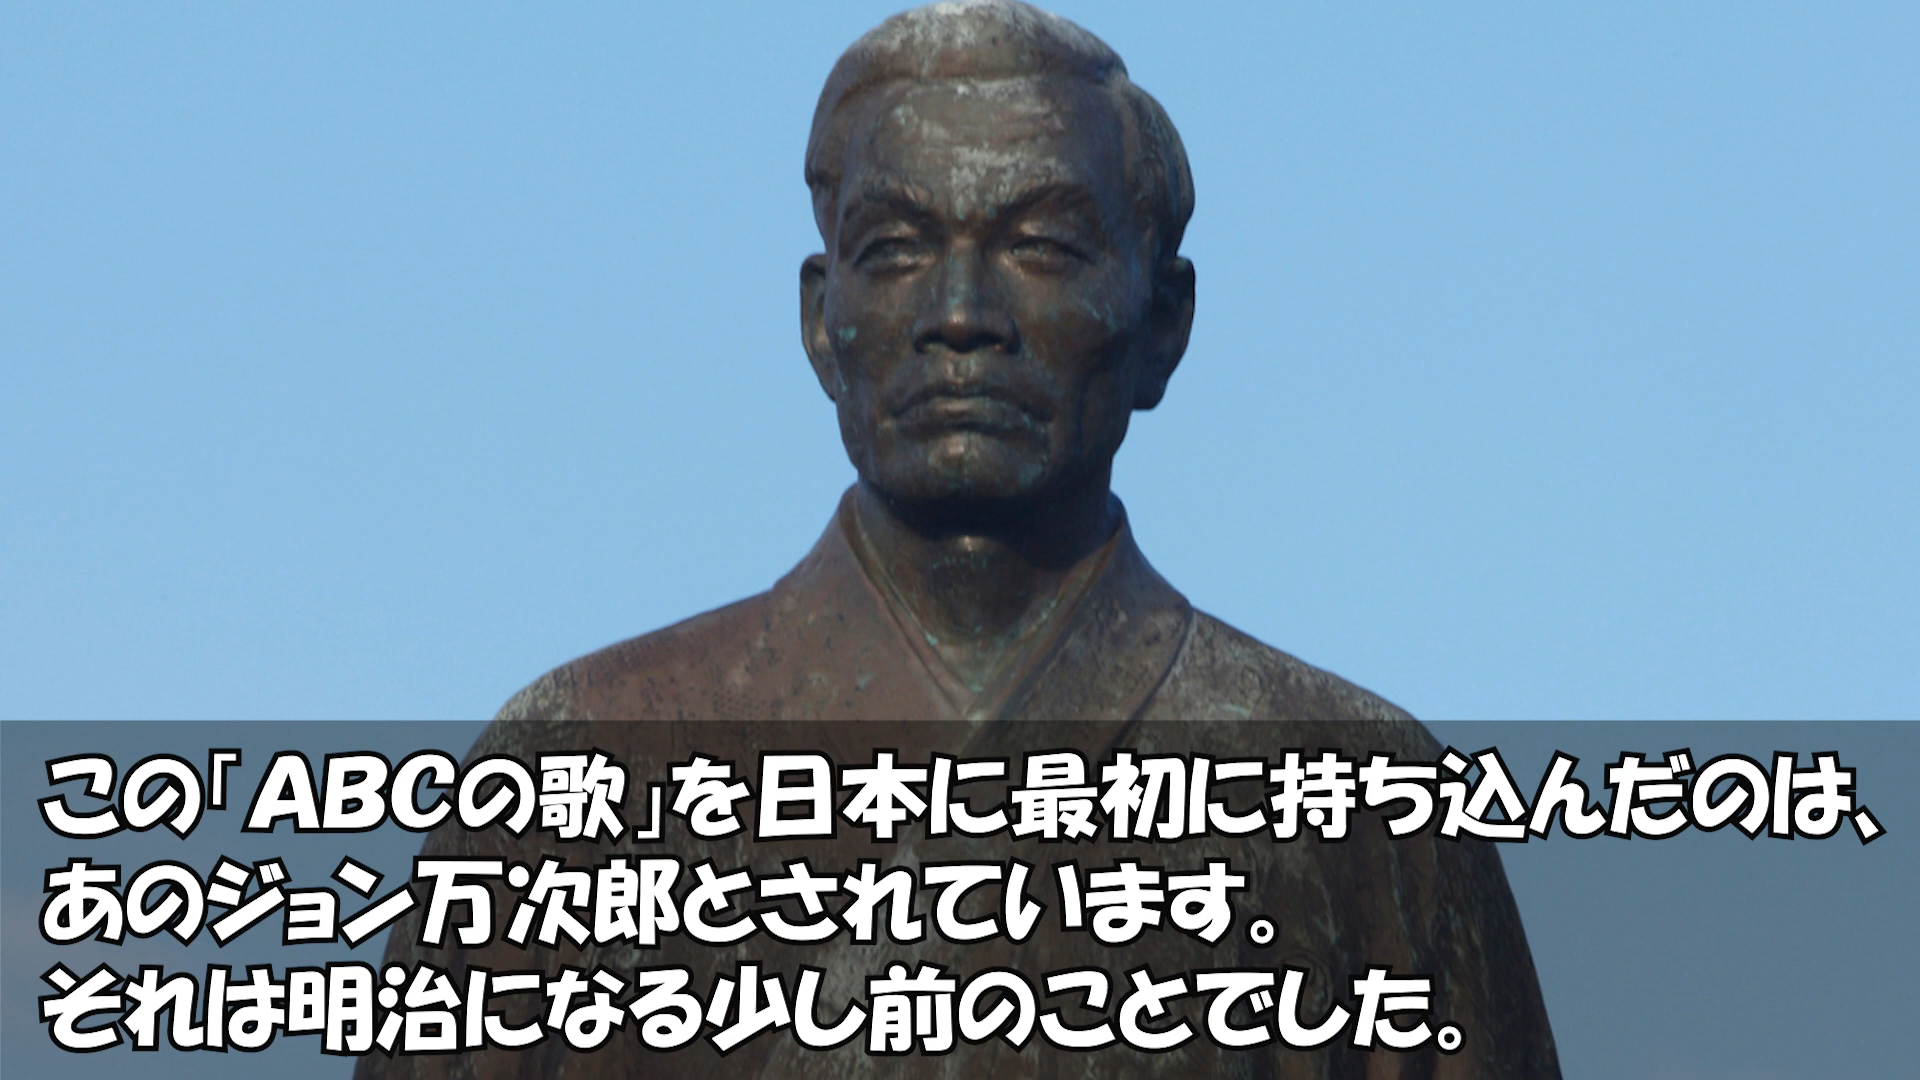 この「ABCの歌」を日本に最初に持ち込んだのは、
あのジョン万次郎とされています。
それは明治になる少し前のことでした。